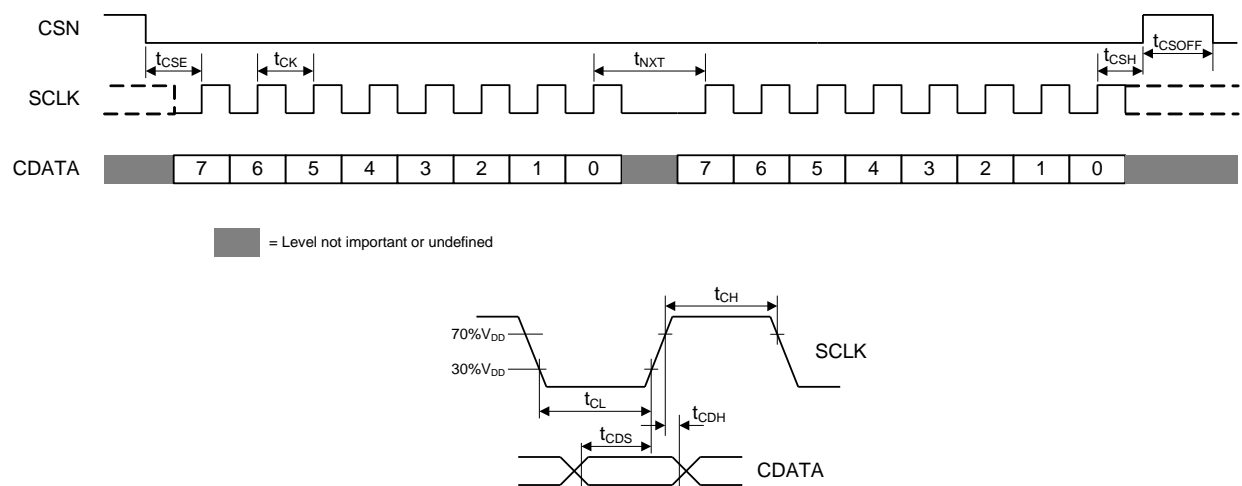 CSN
tCSE tCK tNXT tCSH tCSOFF
SCLK
CDATA 7 6 5 4 3 2 1 0 7 6 5 4 3 2 1 0
= Level not important or undefined
tCH
70%VDD
SCLK
30%VDD
tCL
tCDH
tCDS
CDATA